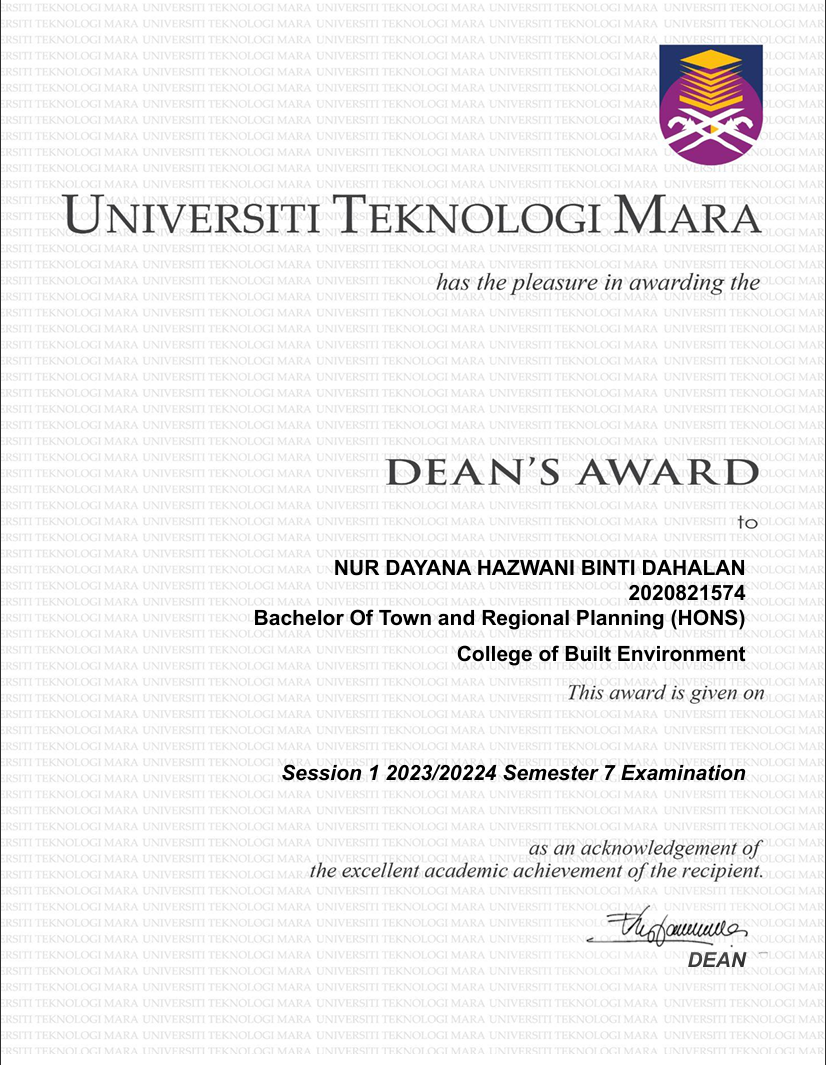 UNIVERSITI TEKNOLOGI MARA
has the pleasure in awarding the
DEAN'S AWARD
to
NUR DAYANA HAZWANI BINTI DAHALAN
2020821574
Bachelor Of Town and Regional Planning (HONS)
College of Built Environment
This award is given on
Session 1 2023/20224 Semester 7 Examination
as an acknowledgement of
the excellent academic achievement of the recipient.
DEAN